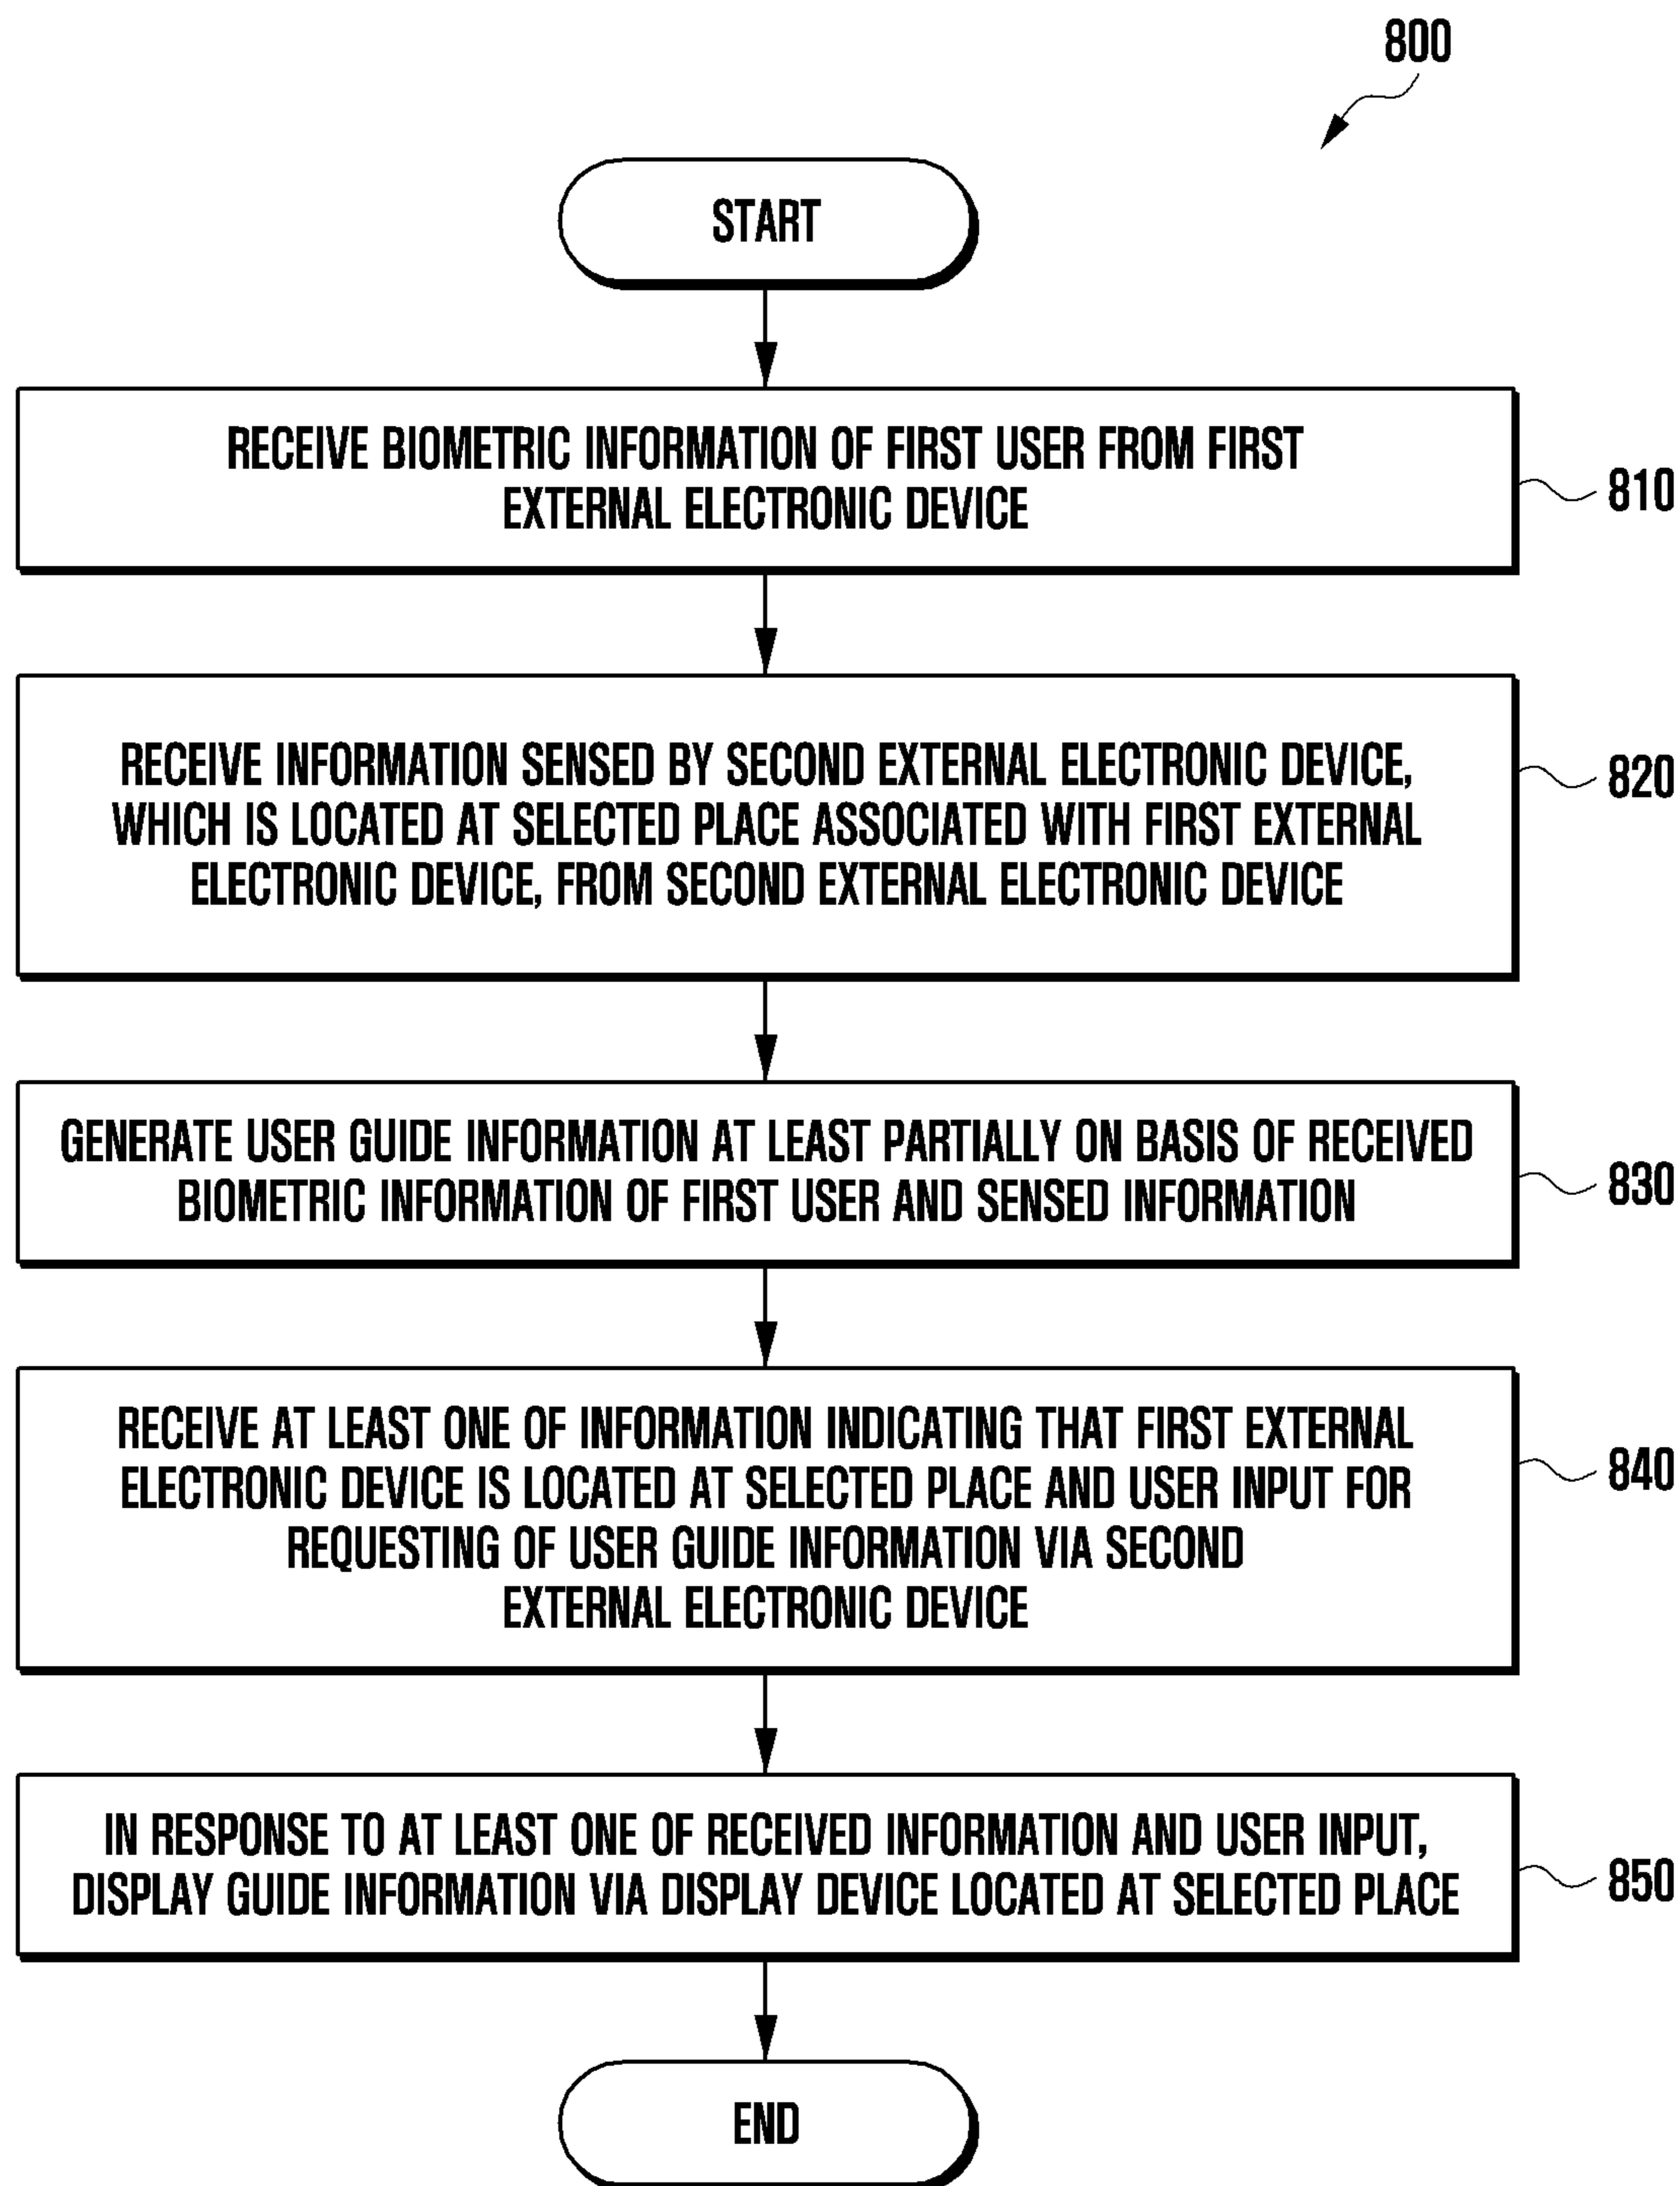 800
START
RECEIVE BIOMETRIC INFORMATION OF FIRST USER FROM FIRST
EXTERNAL ELECTRONIC DEVICE
810
RECEIVE INFORMATION SENSED BY SECOND EXTERNAL ELECTRONIC DEVICE,
WHICH IS LOCATED AT SELECTED PLACE ASSOCIATED WITH FIRST EXTERNAL
ELECTRONIC DEVICE, FROM SECOND EXTERNAL ELECTRONIC DEVICE
820
GENERATE USER GUIDE INFORMATION AT LEAST PARTIALLY ON BASIS OF RECEIVED
BIOMETRIC INFORMATION OF FIRST USER AND SENSED INFORMATION
830
RECEIVE AT LEAST ONE OF INFORMATION INDICATING THAT FIRST EXTERNAL
ELECTRONIC DEVICE IS LOCATED AT SELECTED PLACE AND USER INPUT FOR
REQUESTING OF USER GUIDE INFORMATION VIA SECOND
EXTERNAL ELECTRONIC DEVICE
840
IN RESPONSE TO AT LEAST ONE OF RECEIVED INFORMATION AND USER INPUT,
DISPLAY GUIDE INFORMATION VIA DISPLAY DEVICE LOCATED AT SELECTED PLACE
850
END